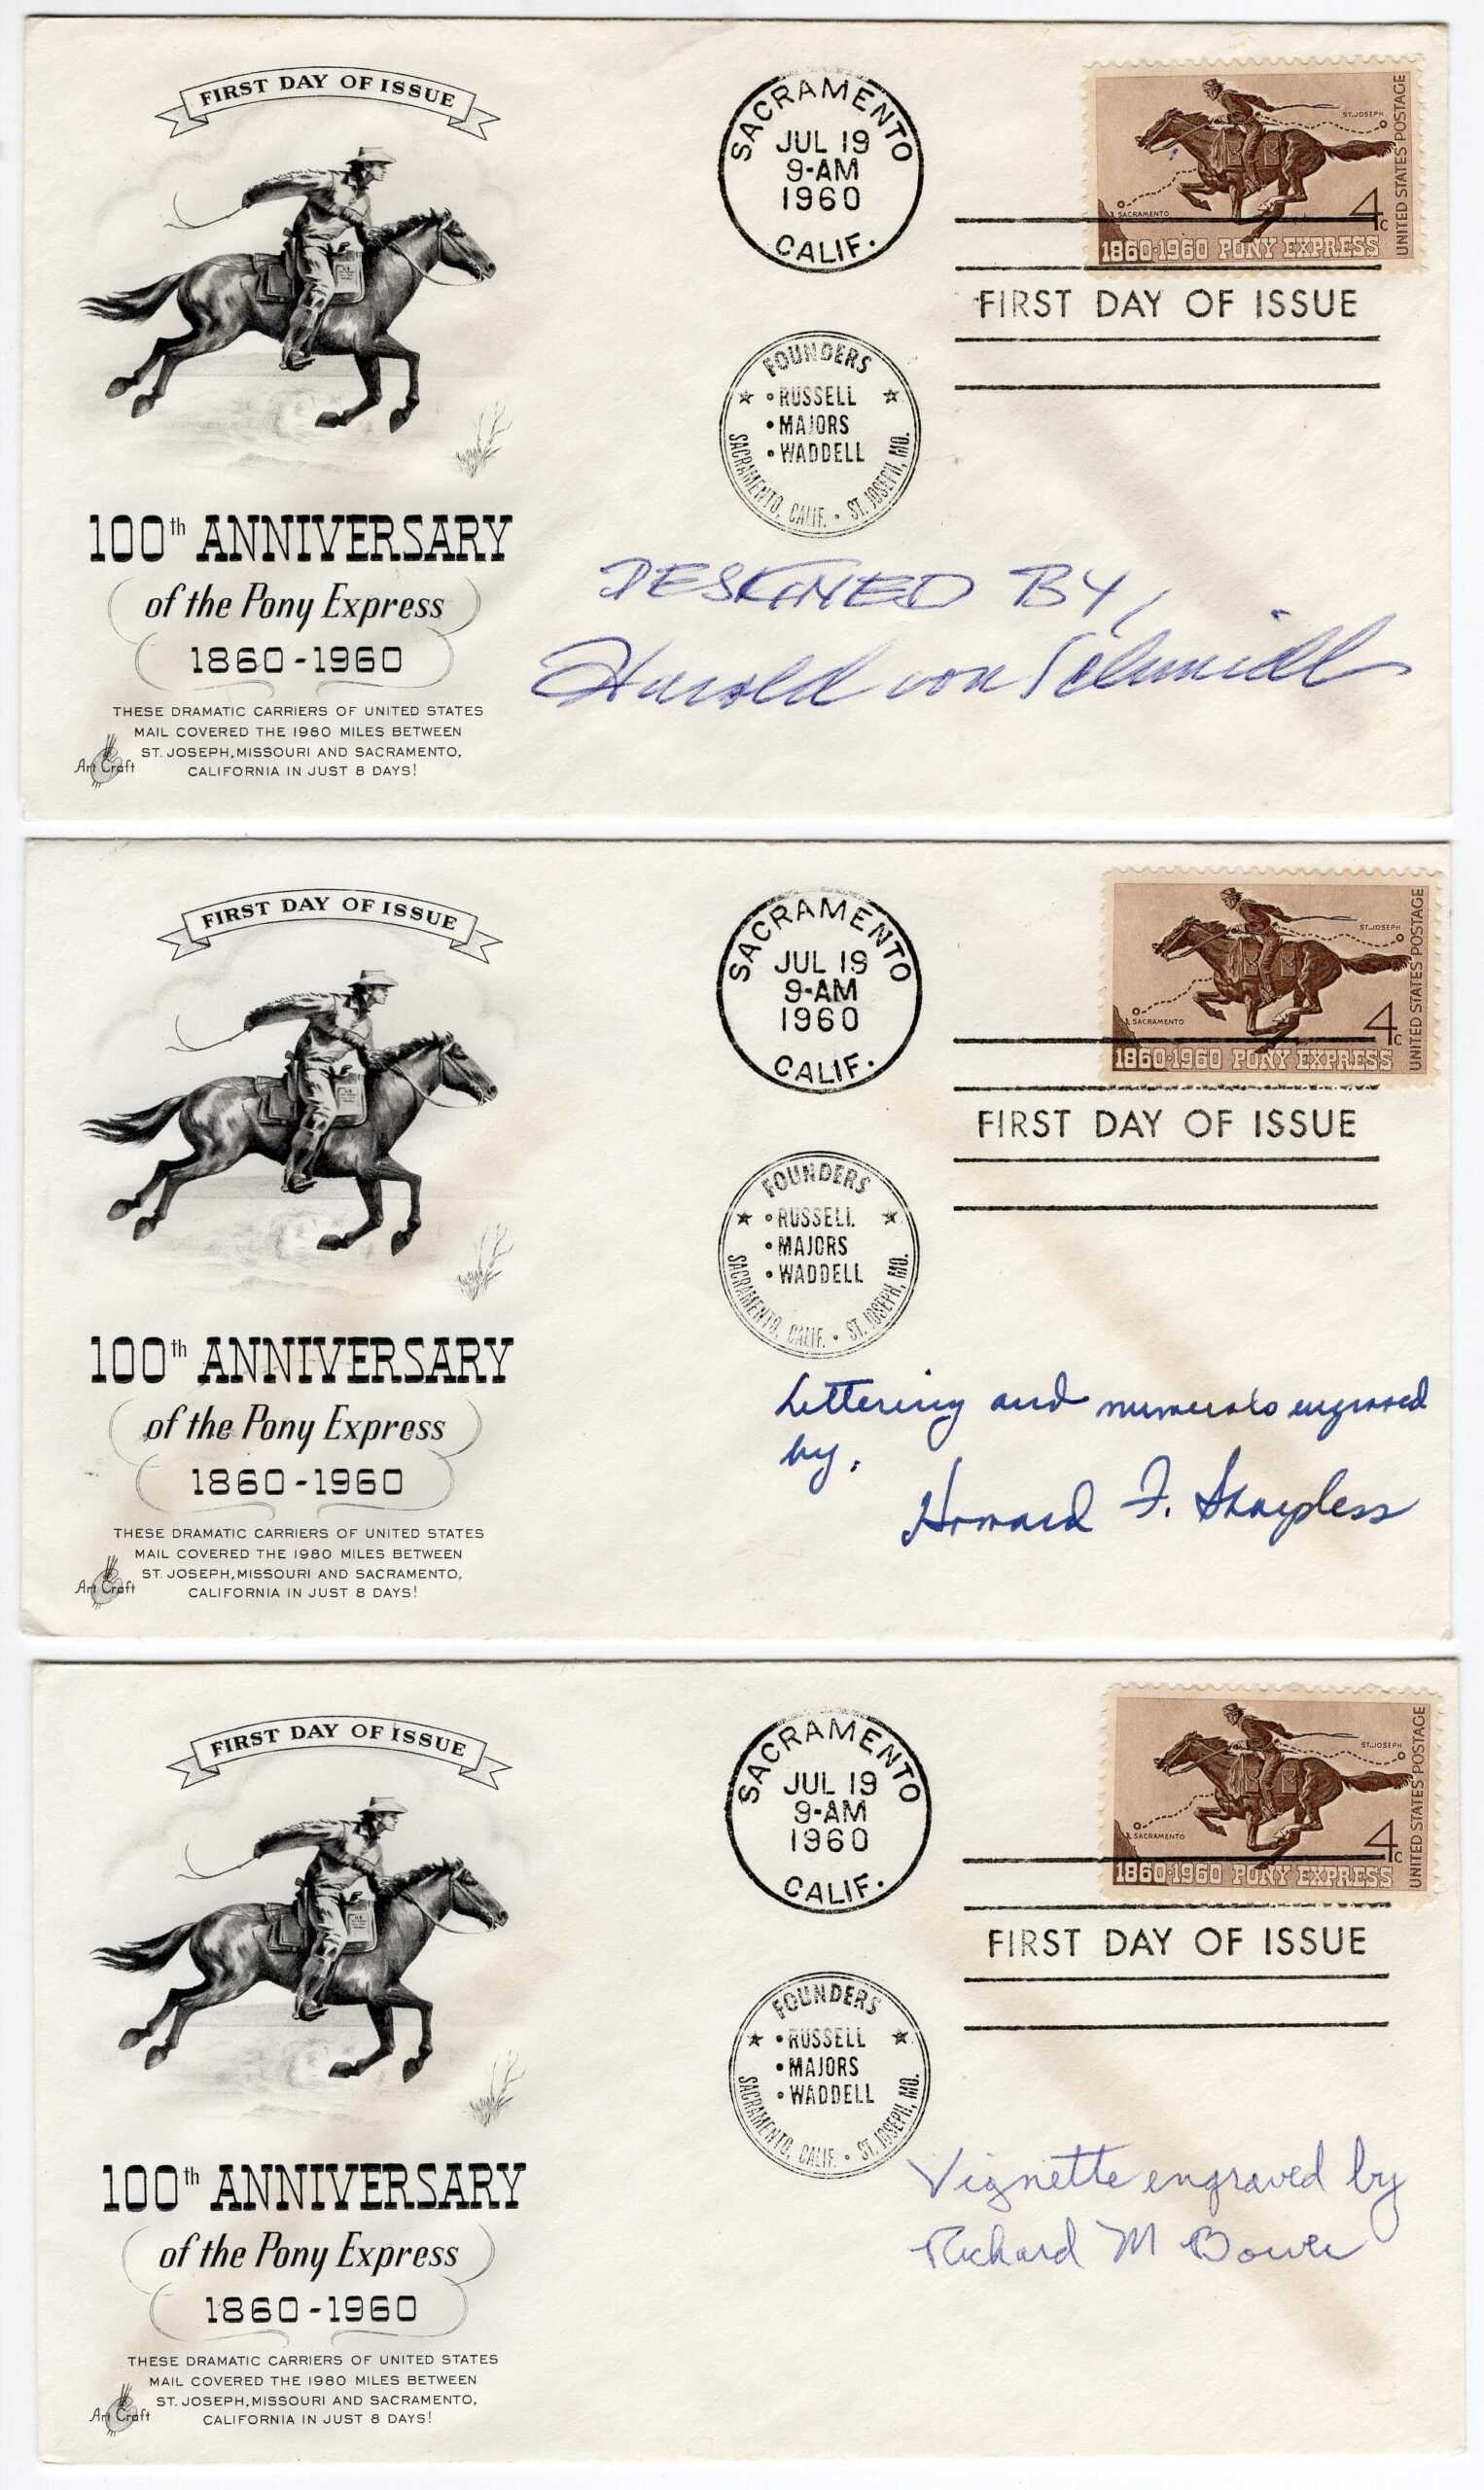 FIRST DAY OF ISSUE
SACRAMENTO
JUL 19
9-AM
1960
CALIF.
ST. JOSEPH
SACRAMENTO
4c
1860-1960 PONY EXPRESS
UNITED STATES POSTAGE
FIRST DAY OF ISSUE
FOUNDERS
RUSSELL
MAJORS
WADDELL
SACRAMENTO, CALIF. • ST. JOSEPH, MO.
100th ANNIVERSARY
of the Pony Express
1860-1960
THESE DRAMATIC CARRIERS OF UNITED STATES
MAIL COVERED THE 1980 MILES BETWEEN
ST. JOSEPH, MISSOURI AND SACRAMENTO,
CALIFORNIA IN JUST 8 DAYS!
Art Craft
DESIGNED BY,
Harold von Schmidt
FIRST DAY OF ISSUE
SACRAMENTO
JUL 19
9-AM
1960
CALIF.
ST. JOSEPH
SACRAMENTO
4c
1860-1960 PONY EXPRESS
UNITED STATES POSTAGE
FIRST DAY OF ISSUE
FOUNDERS
RUSSELL
MAJORS
WADDELL
SACRAMENTO, CALIF. • ST. JOSEPH, MO.
100th ANNIVERSARY
of the Pony Express
1860-1960
THESE DRAMATIC CARRIERS OF UNITED STATES
MAIL COVERED THE 1980 MILES BETWEEN
ST. JOSEPH, MISSOURI AND SACRAMENTO,
CALIFORNIA IN JUST 8 DAYS!
Art Craft
Lettering and numerals engraved
by,
Howard F. Sharpless
FIRST DAY OF ISSUE
SACRAMENTO
JUL 19
9-AM
1960
CALIF.
ST. JOSEPH
SACRAMENTO
4c
1860-1960 PONY EXPRESS
UNITED STATES POSTAGE
FIRST DAY OF ISSUE
FOUNDERS
RUSSELL
MAJORS
WADDELL
SACRAMENTO, CALIF. • ST. JOSEPH, MO.
100th ANNIVERSARY
of the Pony Express
1860-1960
THESE DRAMATIC CARRIERS OF UNITED STATES
MAIL COVERED THE 1980 MILES BETWEEN
ST. JOSEPH, MISSOURI AND SACRAMENTO,
CALIFORNIA IN JUST 8 DAYS!
Art Craft
Vignette engraved by
Richard M Bower